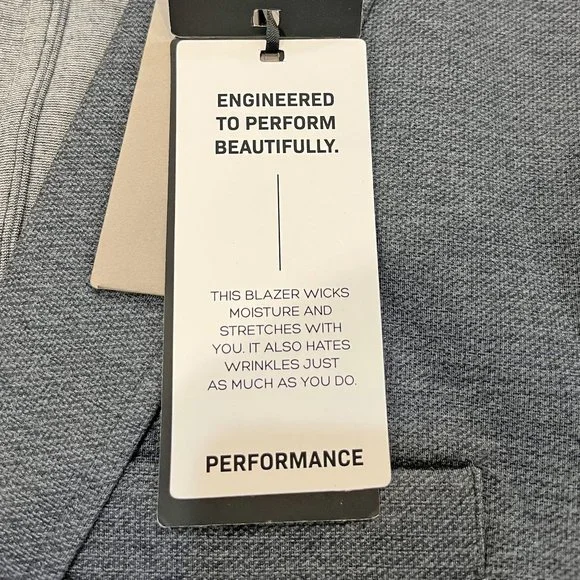 ENGINEERED
TO PERFORM
BEAUTIFULLY.
THIS BLAZER WICKS
MOISTURE AND
STRETCHES WITH
YOU. IT ALSO HATES
WRINKLES JUST
AS MUCH AS YOU DO.
PERFORMANCE